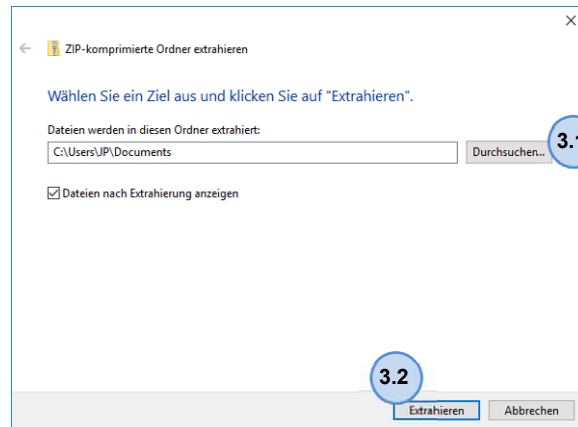 ZIP-komprimierte Ordner extrahieren
Wählen Sie ein Ziel aus und klicken Sie auf "Extrahieren".
Dateien werden in diesen Ordner extrahiert:
C:\Users\JP\Documents
Durchsuchen...
3.1
Dateien nach Extrahierung anzeigen
3.2
Extrahieren Abbrechen